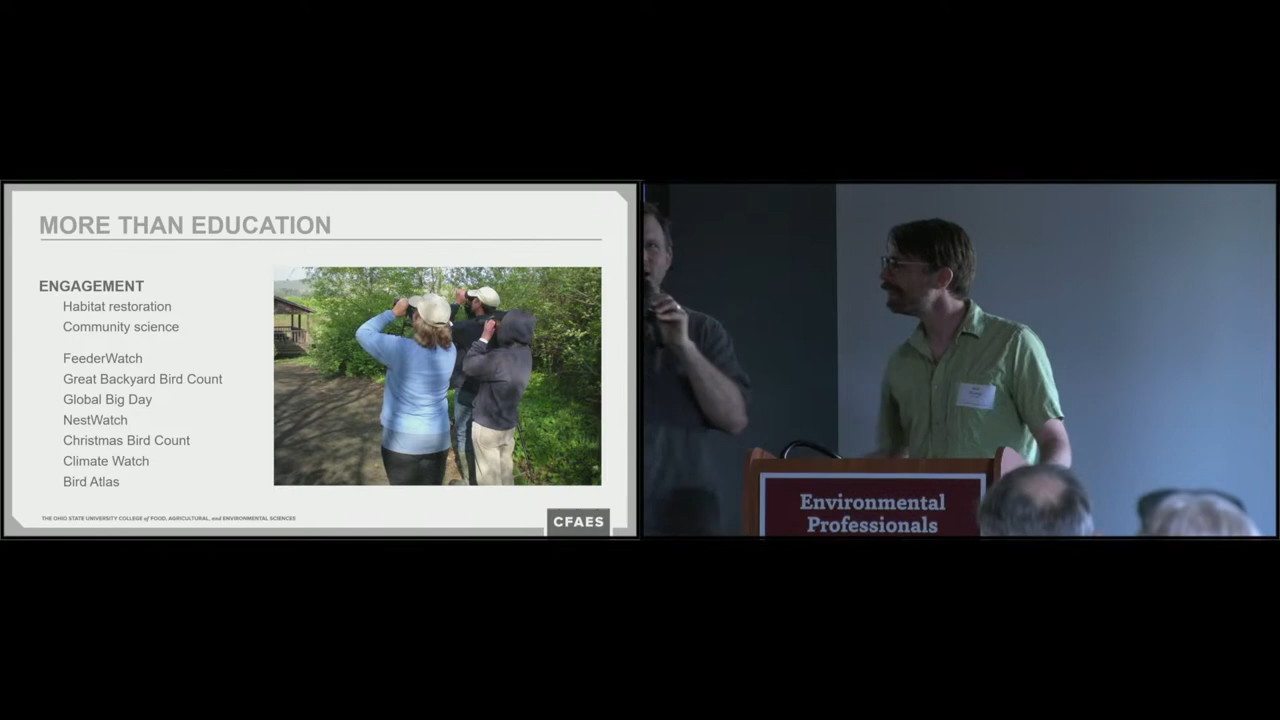 MORE THAN EDUCATION
ENGAGEMENT
Habitat restoration
Community science
FeederWatch
Great Backyard Bird Count
Global Big Day
NestWatch
Christmas Bird Count
Climate Watch
Bird Atlas
THE OHIO STATE UNIVERSITY COLLEGE of FOOD, AGRICULTURAL, and ENVIRONMENTAL SCIENCES
CFAES
Environmental
Professionals